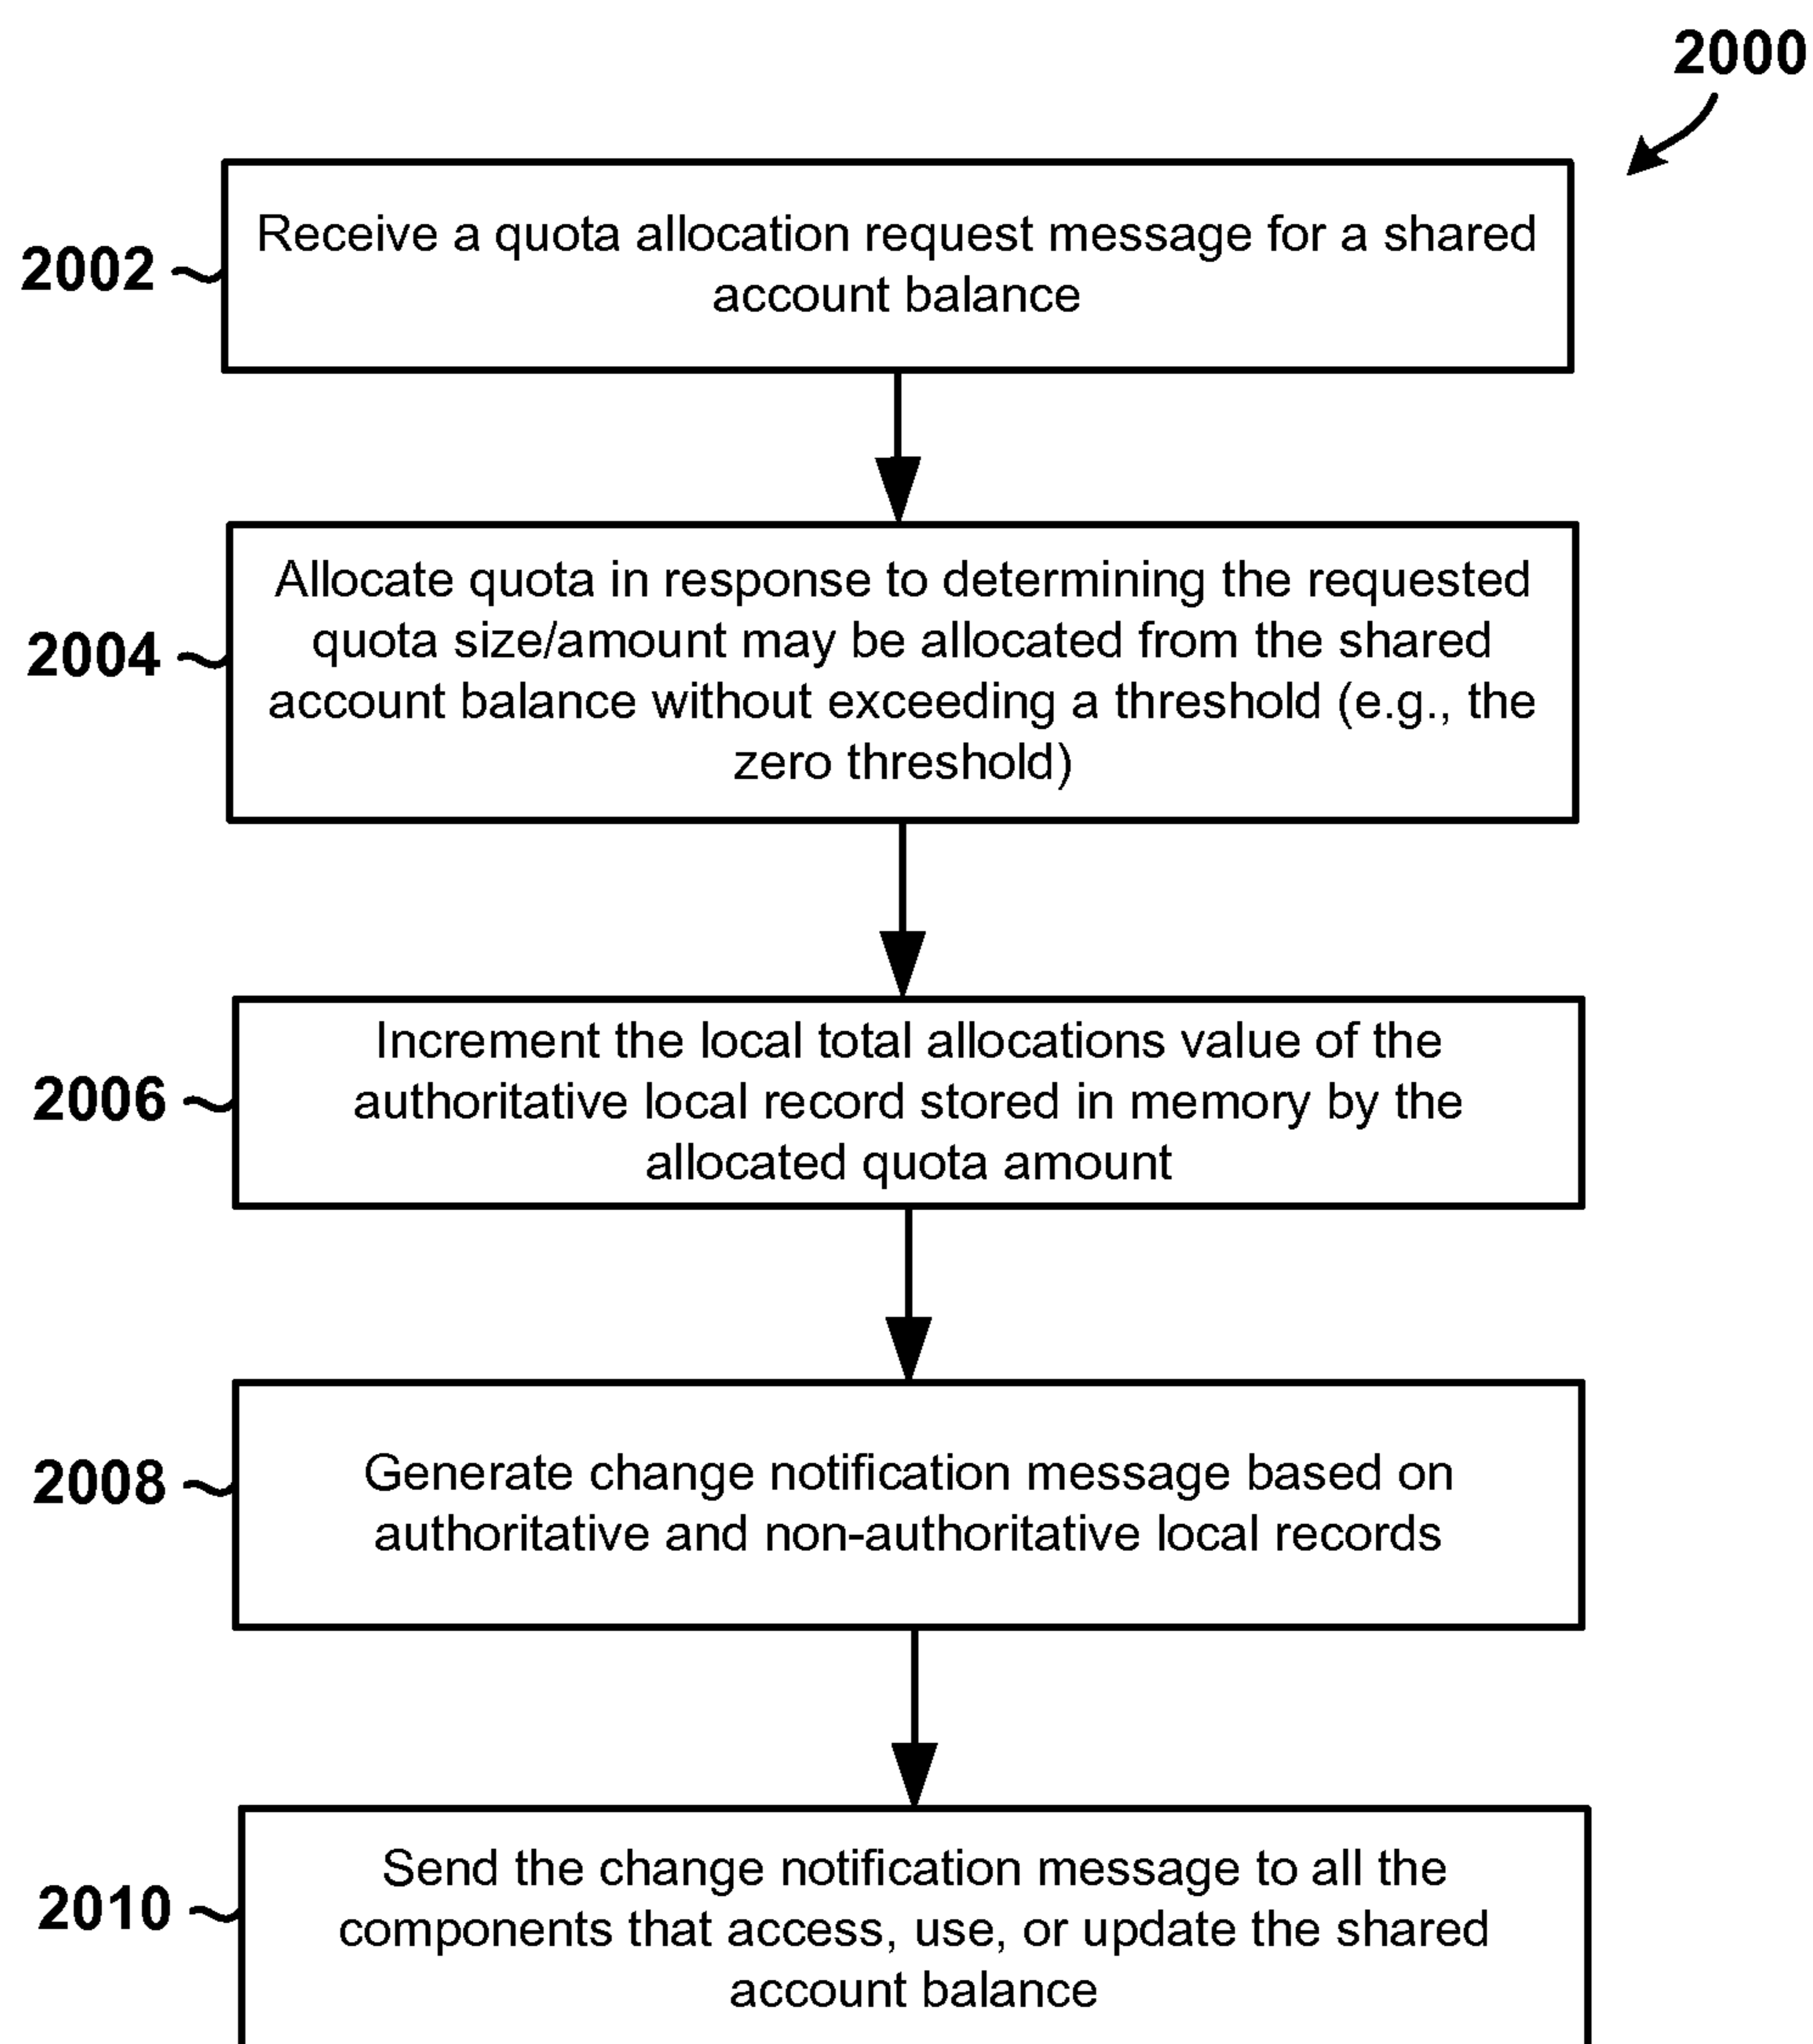 2000
2002
Receive a quota allocation request message for a shared
account balance
2004
Allocate quota in response to determining the requested
quota size/amount may be allocated from the shared
account balance without exceeding a threshold (e.g., the
zero threshold)
2006
Increment the local total allocations value of the
authoritative local record stored in memory by the
allocated quota amount
2008
Generate change notification message based on
authoritative and non-authoritative local records
2010
Send the change notification message to all the
components that access, use, or update the shared
account balance